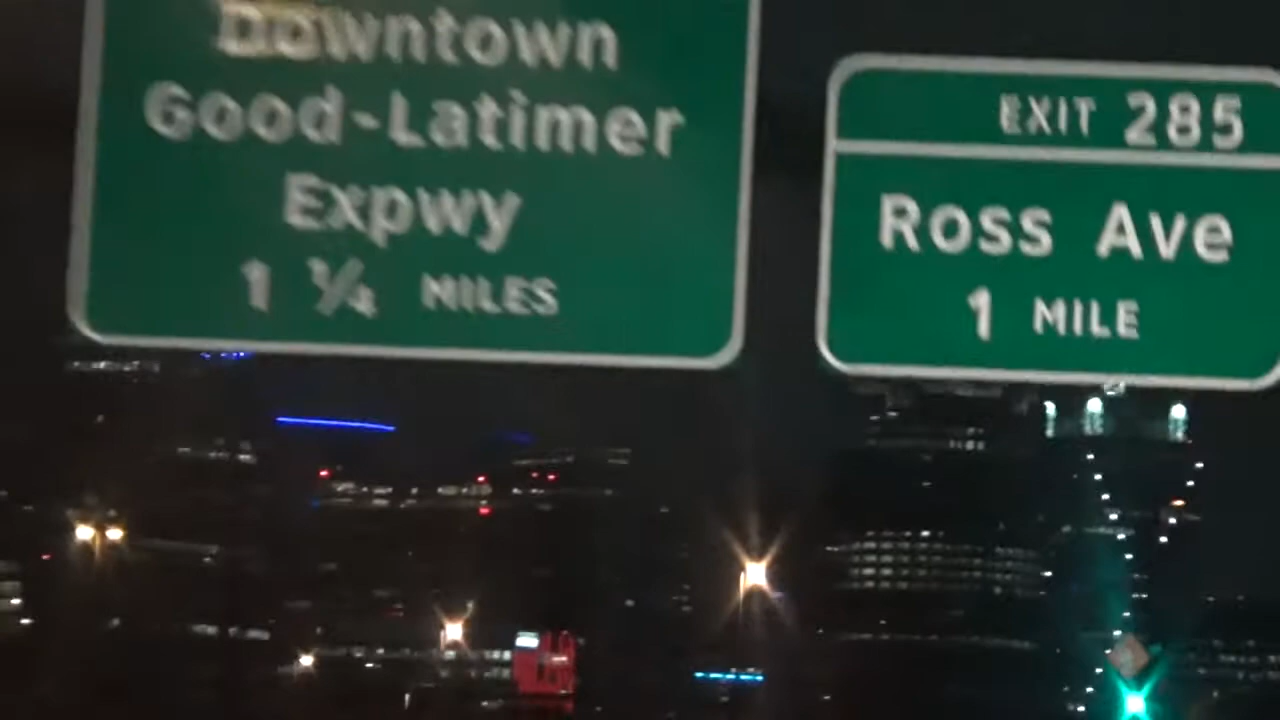 Downtown
Good-Latimer
Expwy
1 ¼ MILES
EXIT 285
Ross Ave
1 MILE